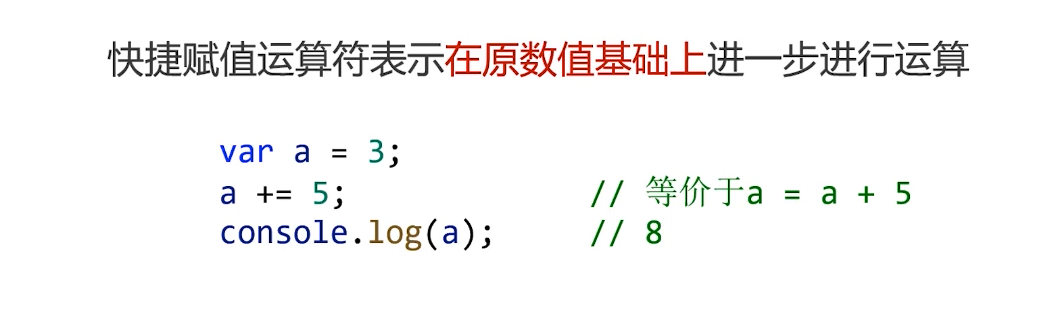 快捷赋值运算符表示在原数值基础上进一步进行运算
var a = 3;
a += 5; // 等价于a = a + 5
console.log(a); // 8